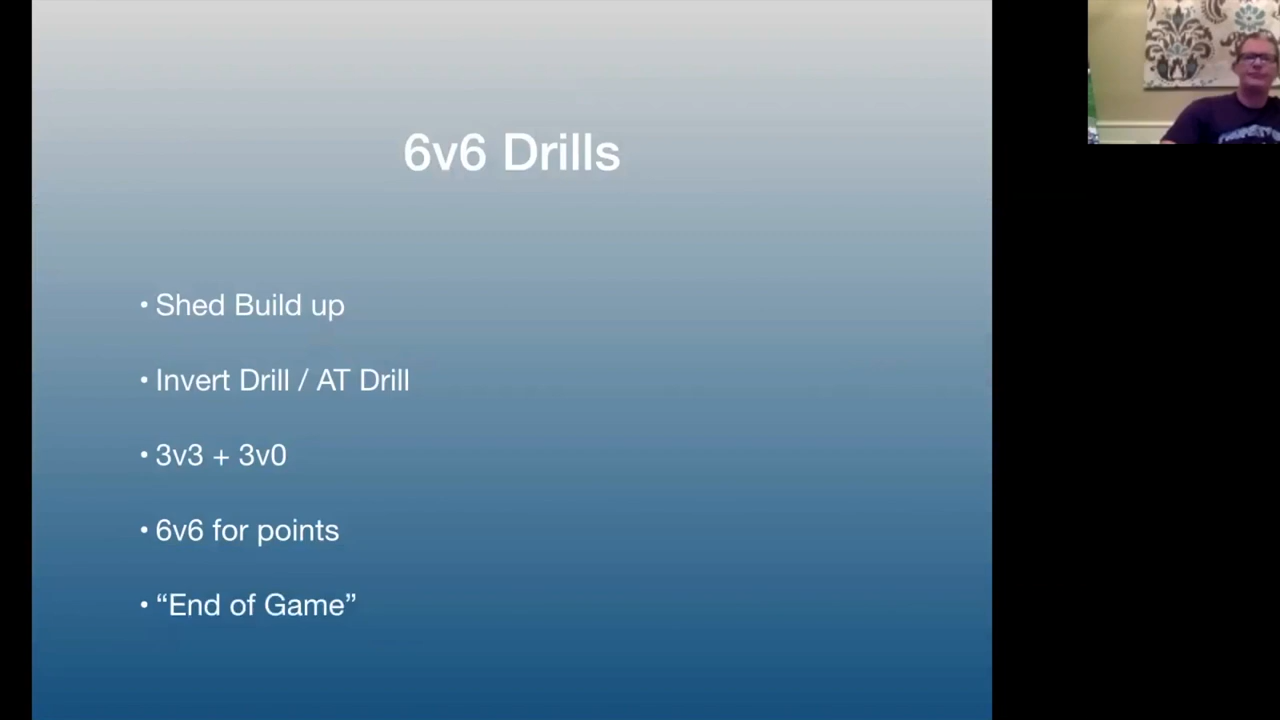 6v6 Drills
• Shed Build up
• Invert Drill / AT Drill
• 3v3 + 3v0
• 6v6 for points
• “End of Game”